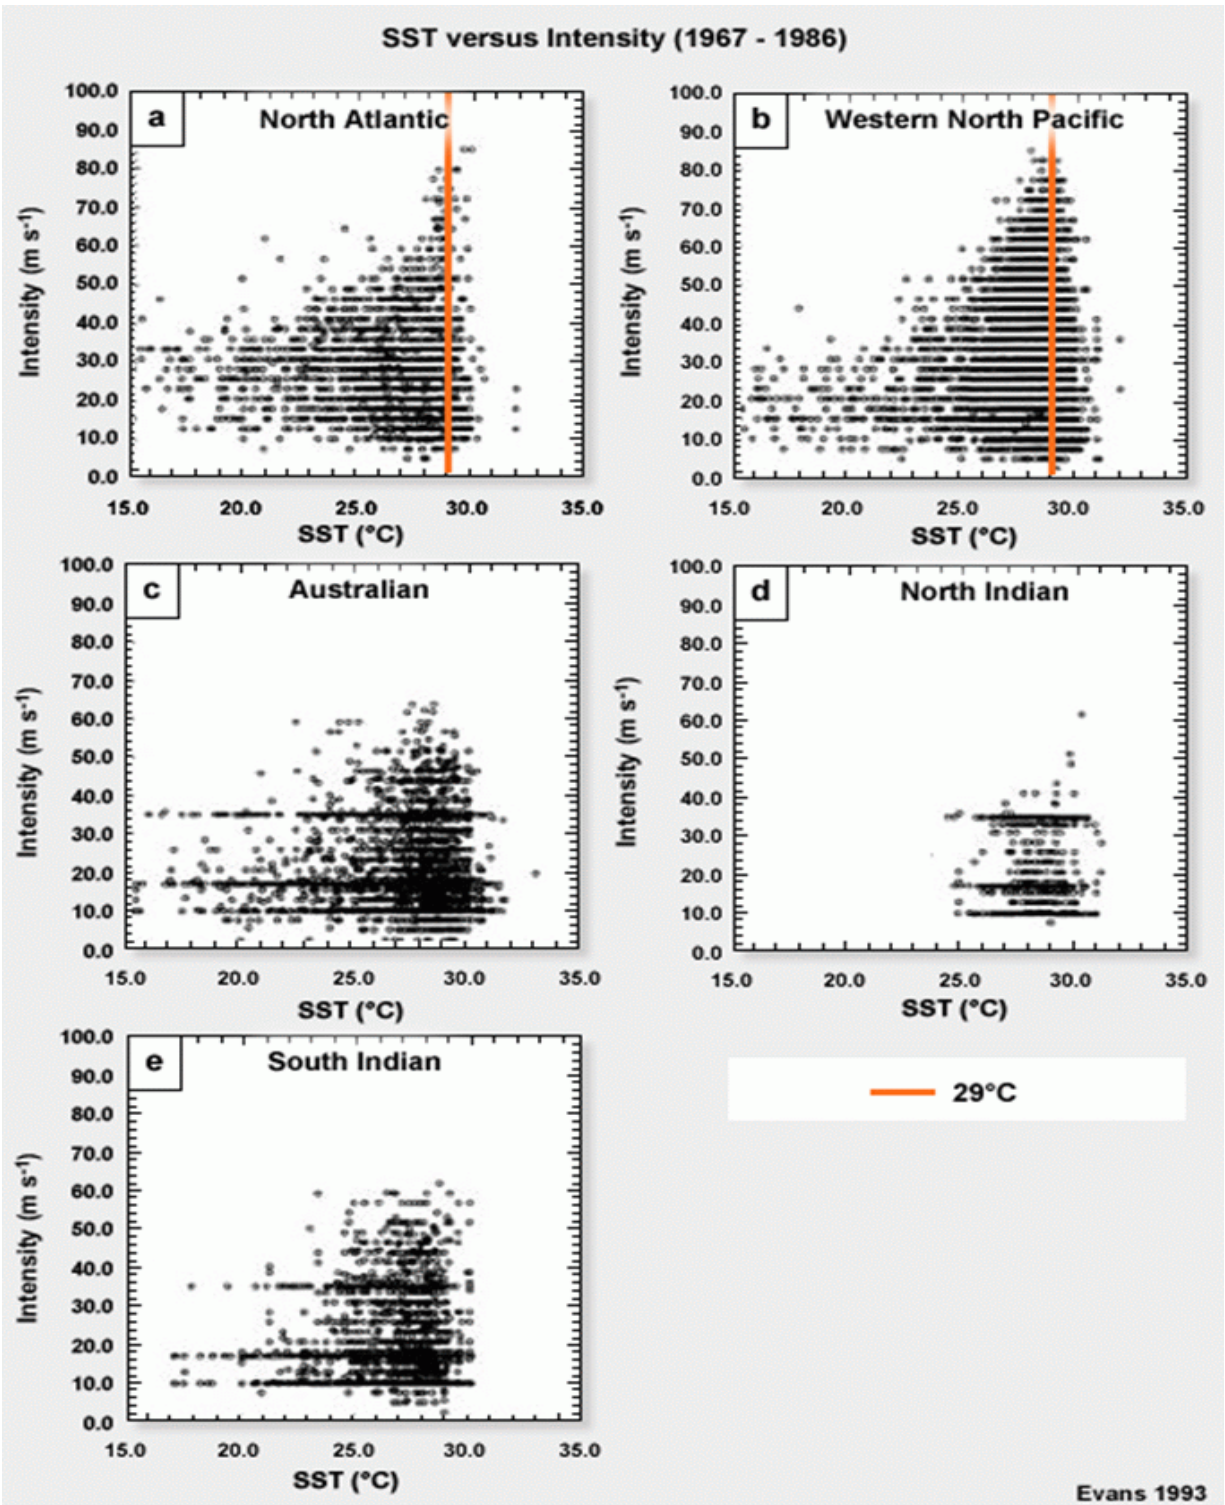 SST versus Intensity (1967 - 1986)
a
North Atlantic
100.0
90.0
80.0
70.0
60.0
50.0
40.0
30.0
20.0
10.0
0.0
Intensity (m s-1)
15.0 20.0 25.0 30.0 35.0
SST (°C)
b
Western North Pacific
100.0
90.0
80.0
70.0
60.0
50.0
40.0
30.0
20.0
10.0
0.0
Intensity (m s-1)
15.0 20.0 25.0 30.0 35.0
SST (°C)
c
Australian
100.0
90.0
80.0
70.0
60.0
50.0
40.0
30.0
20.0
10.0
0.0
Intensity (m s-1)
15.0 20.0 25.0 30.0 35.0
SST (°C)
d
North Indian
100.0
90.0
80.0
70.0
60.0
50.0
40.0
30.0
20.0
10.0
0.0
Intensity (m s-1)
15.0 20.0 25.0 30.0 35.0
SST (°C)
e
South Indian
100.0
90.0
80.0
70.0
60.0
50.0
40.0
30.0
20.0
10.0
0.0
Intensity (m s-1)
15.0 20.0 25.0 30.0 35.0
SST (°C)
29°C
Evans 1993